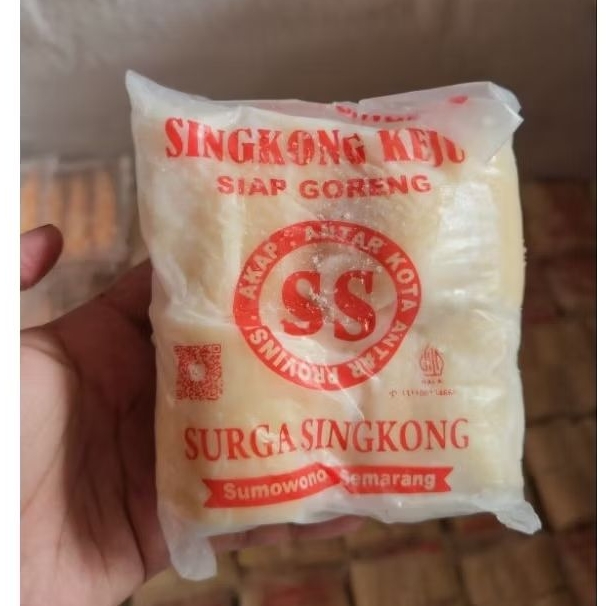 SINGKONG KEJU
SIAP GORENG
AKAP · ANTAR KOTA ANTAR PROVINSI
SS
SURGA SINGKONG
Sumowono Semarang